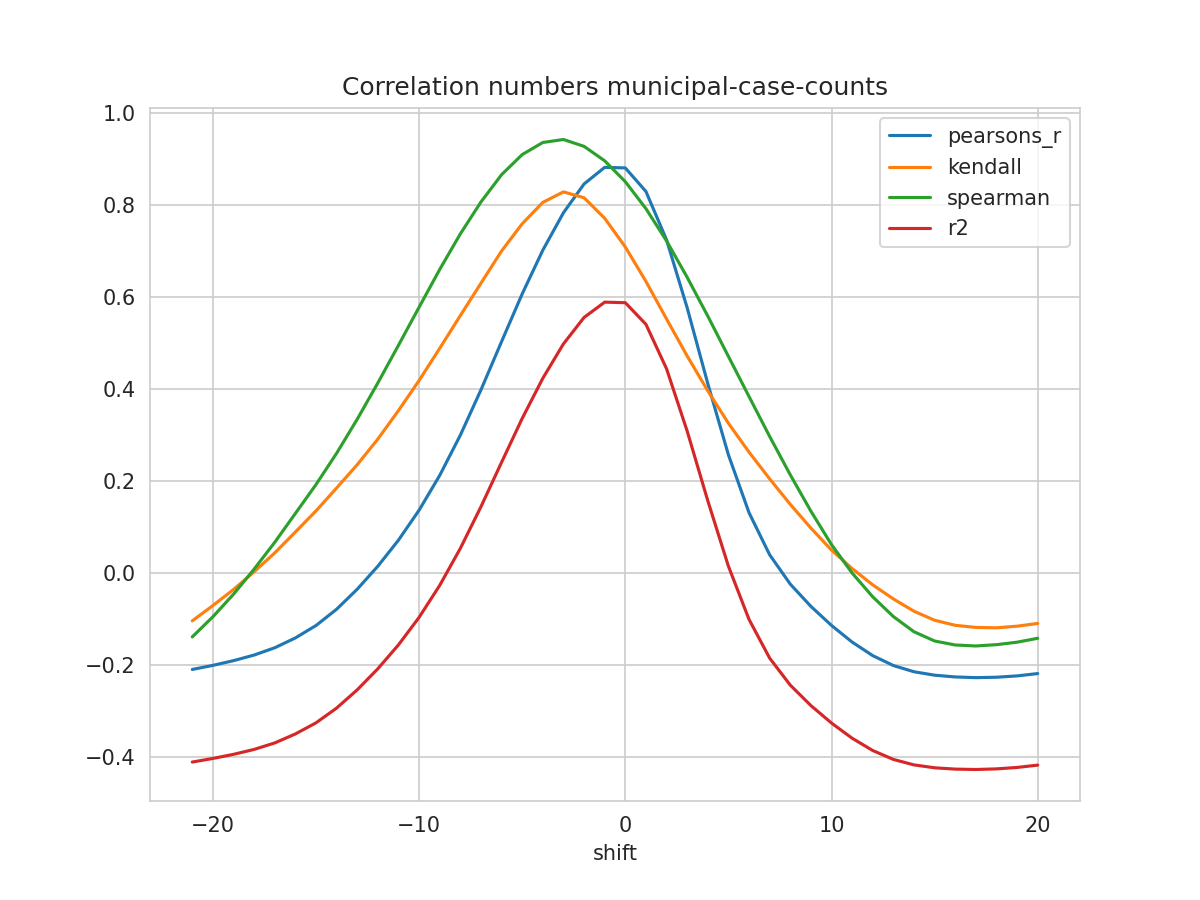 Correlation numbers municipal-case-counts
pearsons_r
kendall
spearman
r2
1.0
0.8
0.6
0.4
0.2
0.0
−0.2
−0.4
−20 −10 0 10 20
shift